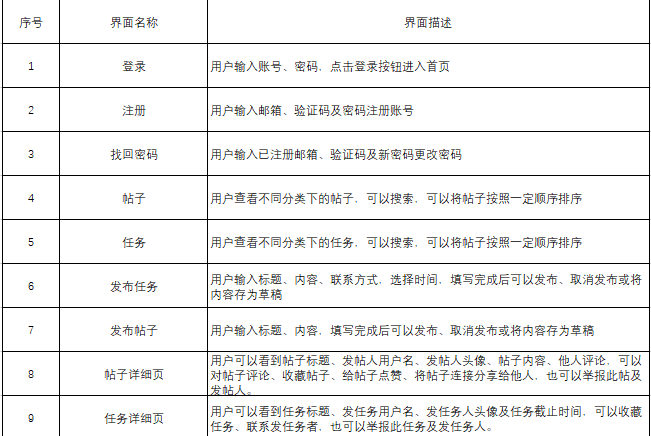 序号 界面名称 界面描述
1 登录 用户输入账号、密码，点击登录按钮进入首页
2 注册 用户输入邮箱、验证码及密码注册账号
3 找回密码 用户输入已注册邮箱、验证码及新密码更改密码
4 帖子 用户查看不同分类下的帖子，可以搜索，可以将帖子按照一定顺序排序
5 任务 用户查看不同分类下的任务，可以搜索，可以将帖子按照一定顺序排序
6 发布任务 用户输入标题、内容、联系方式，选择时间，填写完成后可以发布、取消发布或将
内容存为草稿
7 发布帖子 用户输入标题、内容，填写完成后可以发布、取消发布或将内容存为草稿
8 帖子详细页 用户可以看到帖子标题、发帖人用户名、发帖人头像、帖子内容、他人评论，可以
对帖子评论、收藏帖子、给帖子点赞、将帖子连接分享给他人，也可以举报此帖及
发帖人。
9 任务详细页 用户可以看到任务标题、发任务用户名、发任务人头像及任务截止时间，可以收藏
任务、联系发任务者，也可以举报此任务及发任务人。